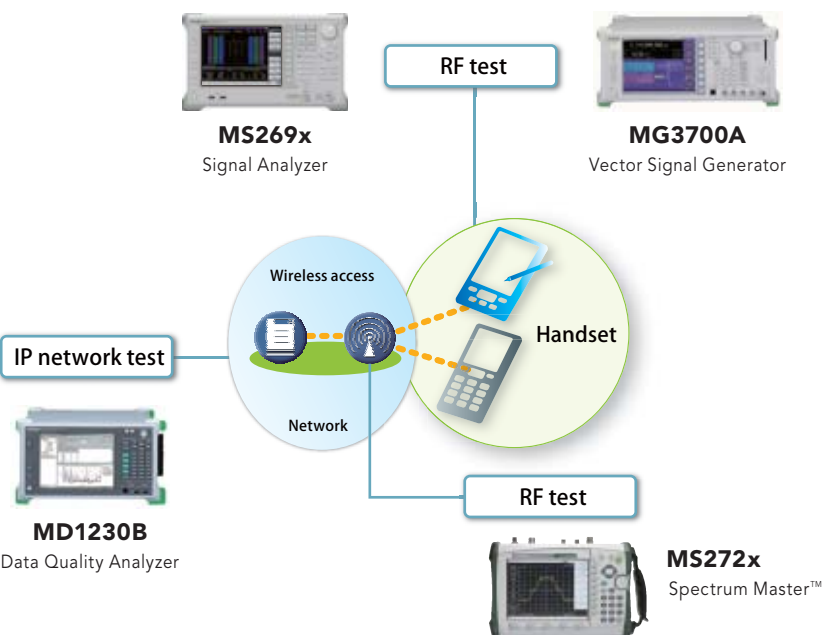 RF test
MS269x
Signal Analyzer
MG3700A
Vector Signal Generator
Wireless access
Handset
IP network test
Network
RF test
MD1230B
Data Quality Analyzer
MS272x
Spectrum Master™